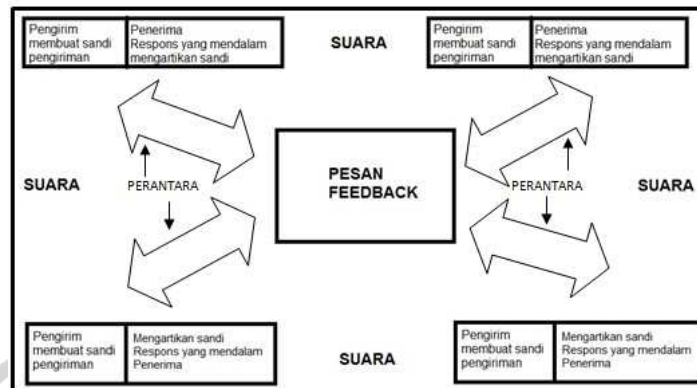 Pengirim
membuat sandi
pengiriman
Penerima
Respons yang mendalam
mengartikan sandi
SUARA
Pengirim
membuat sandi
pengiriman
Penerima
Respons yang mendalam
mengartikan sandi
SUARA
PERANTARA
PESAN
FEEDBACK
PERANTARA
SUARA
Pengirim
membuat sandi
pengiriman
Mengartikan sandi
Respons yang mendalam
Penerima
SUARA
Pengirim
membuat sandi
pengiriman
Mengartikan sandi
Respons yang mendalam
Penerima